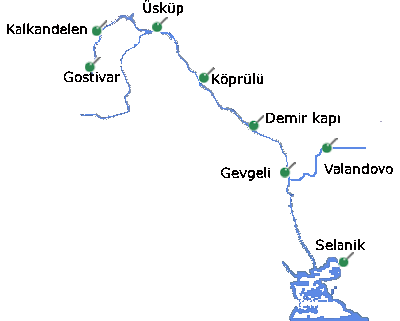 Üsküp
Kalkandelen
Gostivar
Köprülü
Demir kapı
Gevgeli
Valandovo
Selanik